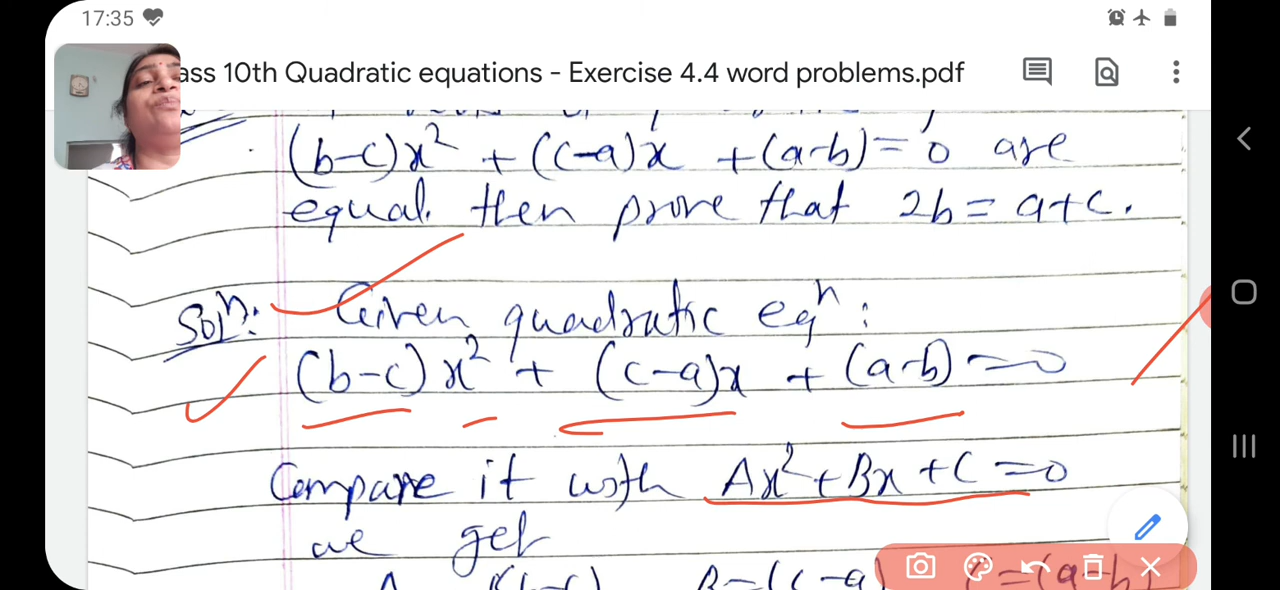 17:35
ass 10th Quadratic equations - Exercise 4.4 word problems.pdf
(b-c)x² + (c-a)x + (a-b) = 0 are
equal. then prove that 2b = a+c.
Solⁿ: Given quadratic eqⁿ :
(b-c)x² + (c-a)x + (a-b) = 0
Compare it with Ax² + Bx + C = 0
we get
B = (c-a) C = (a-b)